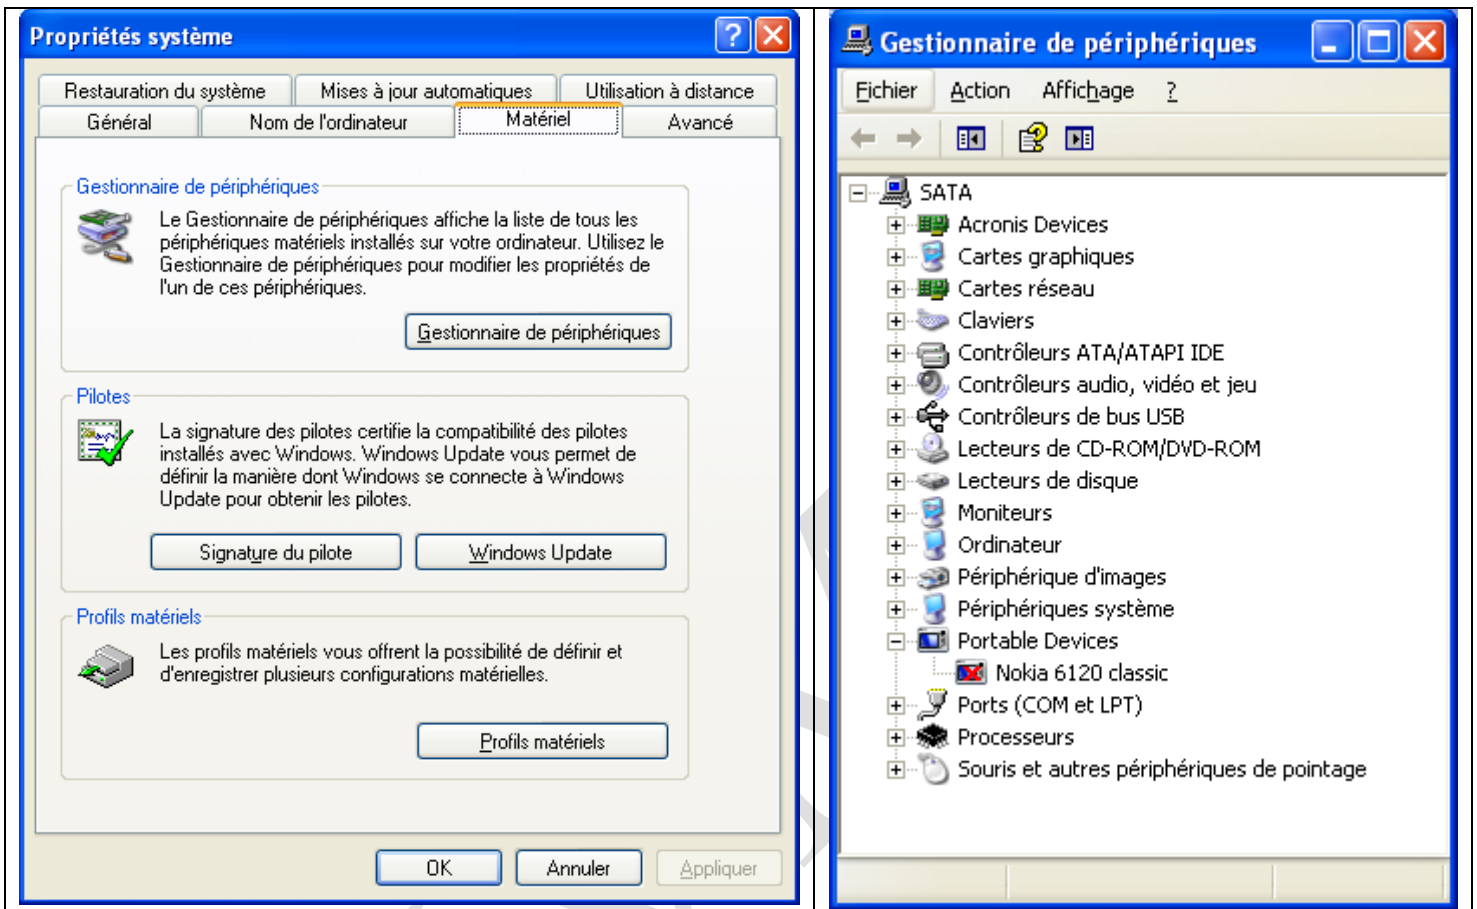 Propriétés système
Restauration du système
Mises à jour automatiques
Utilisation à distance
Général
Nom de l'ordinateur
Matériel
Avancé
Gestionnaire de périphériques
Le Gestionnaire de périphériques affiche la liste de tous les
périphériques matériels installés sur votre ordinateur. Utilisez le
Gestionnaire de périphériques pour modifier les propriétés de
l'un de ces périphériques.
Gestionnaire de périphériques
Pilotes
La signature des pilotes certifie la compatibilité des pilotes
installés avec Windows. Windows Update vous permet de
définir la manière dont Windows se connecte à Windows
Update pour obtenir les pilotes.
Signature du pilote
Windows Update
Profils matériels
Les profils matériels vous offrent la possibilité de définir et
d'enregistrer plusieurs configurations matérielles.
Profils matériels
OK
Annuler
Appliquer
Gestionnaire de périphériques
Fichier Action Affichage ?
SATA
Acronis Devices
Cartes graphiques
Cartes réseau
Claviers
Contrôleurs ATA/ATAPI IDE
Contrôleurs audio, vidéo et jeu
Contrôleurs de bus USB
Lecteurs de CD-ROM/DVD-ROM
Lecteurs de disque
Moniteurs
Ordinateur
Périphérique d'images
Périphériques système
Portable Devices
Nokia 6120 classic
Ports (COM et LPT)
Processeurs
Souris et autres périphériques de pointage